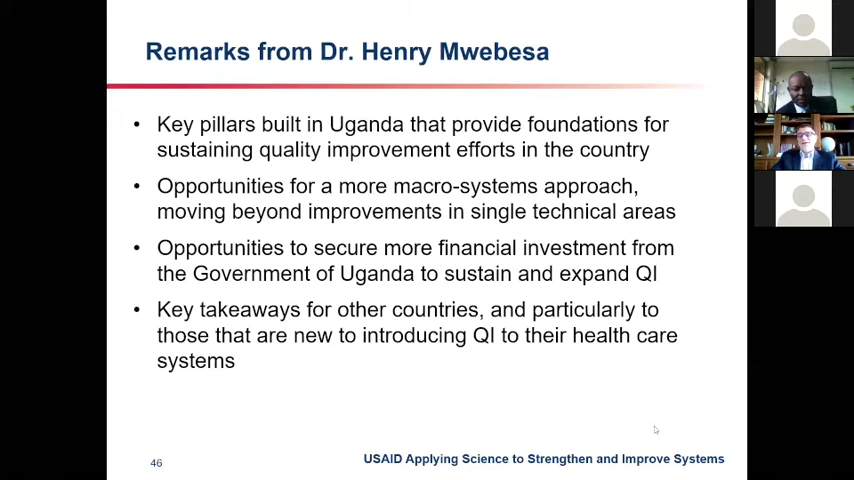 Remarks from Dr. Henry Mwebesa
• Key pillars built in Uganda that provide foundations for
sustaining quality improvement efforts in the country
• Opportunities for a more macro-systems approach,
moving beyond improvements in single technical areas
• Opportunities to secure more financial investment from
the Government of Uganda to sustain and expand QI
• Key takeaways for other countries, and particularly to
those that are new to introducing QI to their health care
systems
46
USAID Applying Science to Strengthen and Improve Systems